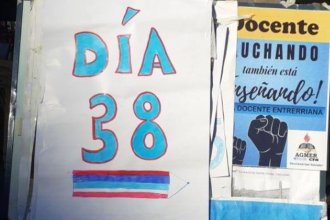 DÍA
38
Docente
LUCHANDO
también está
enseñando!
DOCENTE ENTRERRIANA
AGMER